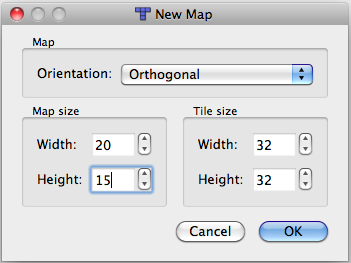 New Map
Map
Orientation: Orthogonal
Map size
Width: 20
Height: 15
Tile size
Width: 32
Height: 32
Cancel OK